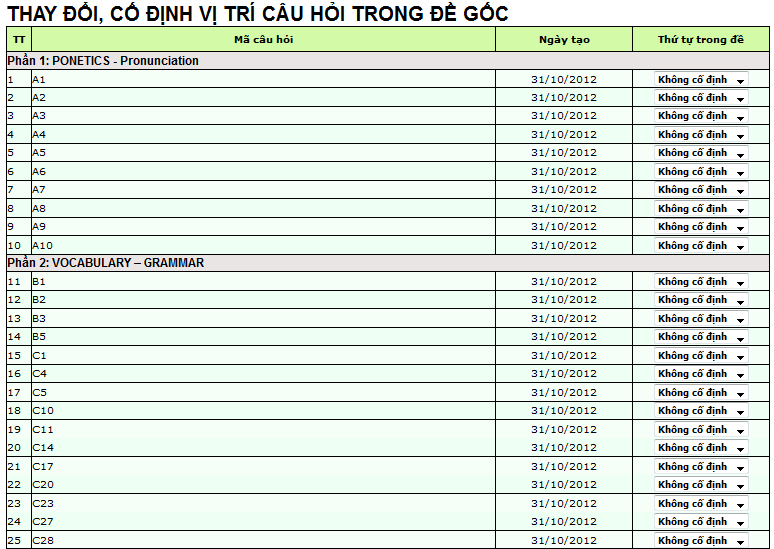 THAY ĐỔI, CỐ ĐỊNH VỊ TRÍ CÂU HỎI TRONG ĐỀ GỐC
TT Mã câu hỏi Ngày tạo Thứ tự trong đề
Phần 1: PONETICS - Pronunciation
1 A1 31/10/2012 Không cố định
2 A2 31/10/2012 Không cố định
3 A3 31/10/2012 Không cố định
4 A4 31/10/2012 Không cố định
5 A5 31/10/2012 Không cố định
6 A6 31/10/2012 Không cố định
7 A7 31/10/2012 Không cố định
8 A8 31/10/2012 Không cố định
9 A9 31/10/2012 Không cố định
10 A10 31/10/2012 Không cố định
Phần 2: VOCABULARY – GRAMMAR
11 B1 31/10/2012 Không cố định
12 B2 31/10/2012 Không cố định
13 B3 31/10/2012 Không cố định
14 B5 31/10/2012 Không cố định
15 C1 31/10/2012 Không cố định
16 C4 31/10/2012 Không cố định
17 C5 31/10/2012 Không cố định
18 C10 31/10/2012 Không cố định
19 C11 31/10/2012 Không cố định
20 C14 31/10/2012 Không cố định
21 C17 31/10/2012 Không cố định
22 C20 31/10/2012 Không cố định
23 C23 31/10/2012 Không cố định
24 C27 31/10/2012 Không cố định
25 C28 31/10/2012 Không cố định